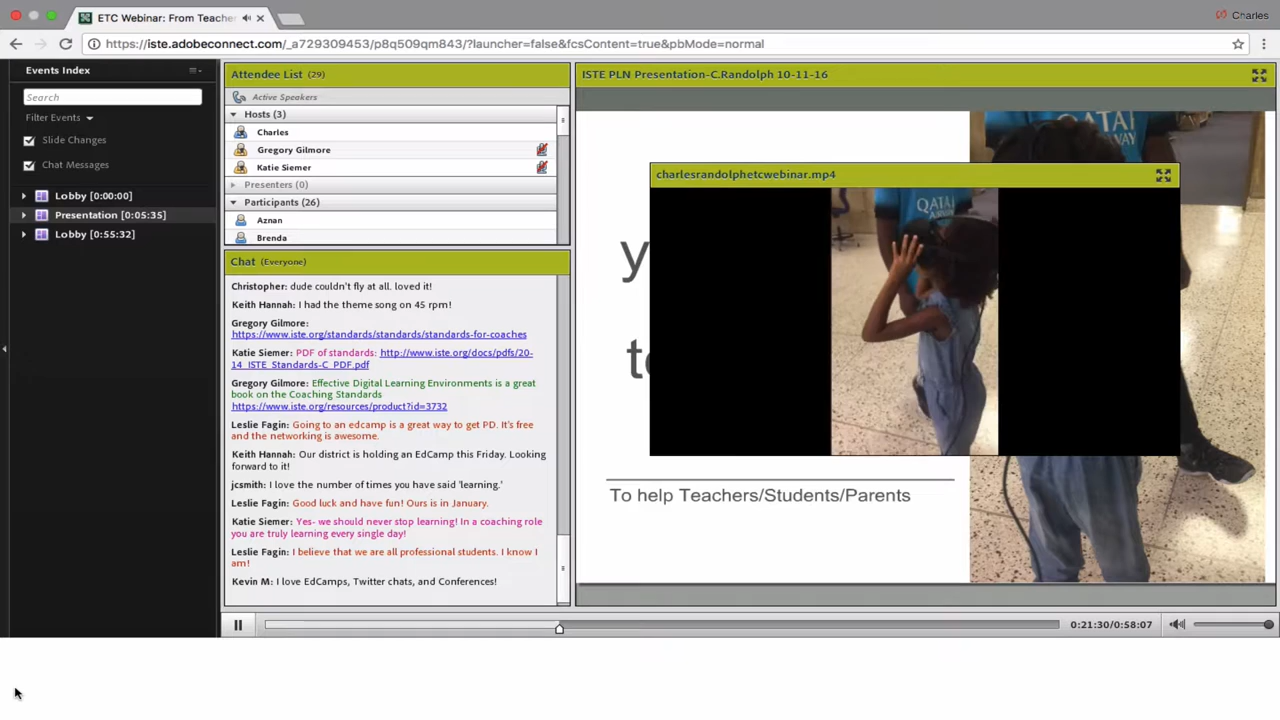 ETC Webinar: From Teacher
Charles
https://iste.adobeconnect.com/_a729309453/p8q509qm843/?launcher=false&fcsContent=true&pbMode=normal
Events Index
Search
Filter Events
Slide Changes
Chat Messages
Lobby [0:00:00]
Presentation [0:05:35]
Lobby [0:55:32]
Attendee List (29)
Active Speakers
Hosts (3)
Charles
Gregory Gilmore
Katie Siemer
Presenters (0)
Participants (26)
Aznan
Brenda
Chat (Everyone)
Christopher: dude couldn't fly at all. loved it!
Keith Hannah: I had the theme song on 45 rpm!
Gregory Gilmore:
https://www.iste.org/standards/standards/standards-for-coaches
Katie Siemer: PDF of standards: http://www.iste.org/docs/pdfs/20-
14_ISTE_Standards-C_PDF.pdf
Gregory Gilmore: Effective Digital Learning Environments is a great
book on the Coaching Standards
https://www.iste.org/resources/product?id=3732
Leslie Fagin: Going to an edcamp is a great way to get PD. It's free
and the networking is awesome.
Keith Hannah: Our district is holding an EdCamp this Friday. Looking
forward to it!
jcsmith: I love the number of times you have said 'learning.'
Leslie Fagin: Good luck and have fun! Ours is in January.
Katie Siemer: Yes- we should never stop learning! In a coaching role
you are truly learning every single day!
Leslie Fagin: I believe that we are all professional students. I know I
am!
Kevin M: I love EdCamps, Twitter chats, and Conferences!
ISTE PLN Presentation-C.Randolph 10-11-16
QATAR
charlesrandolphetcwebinar.mp4
QATAR
To help Teachers/Students/Parents
0:21:30/0:58:07